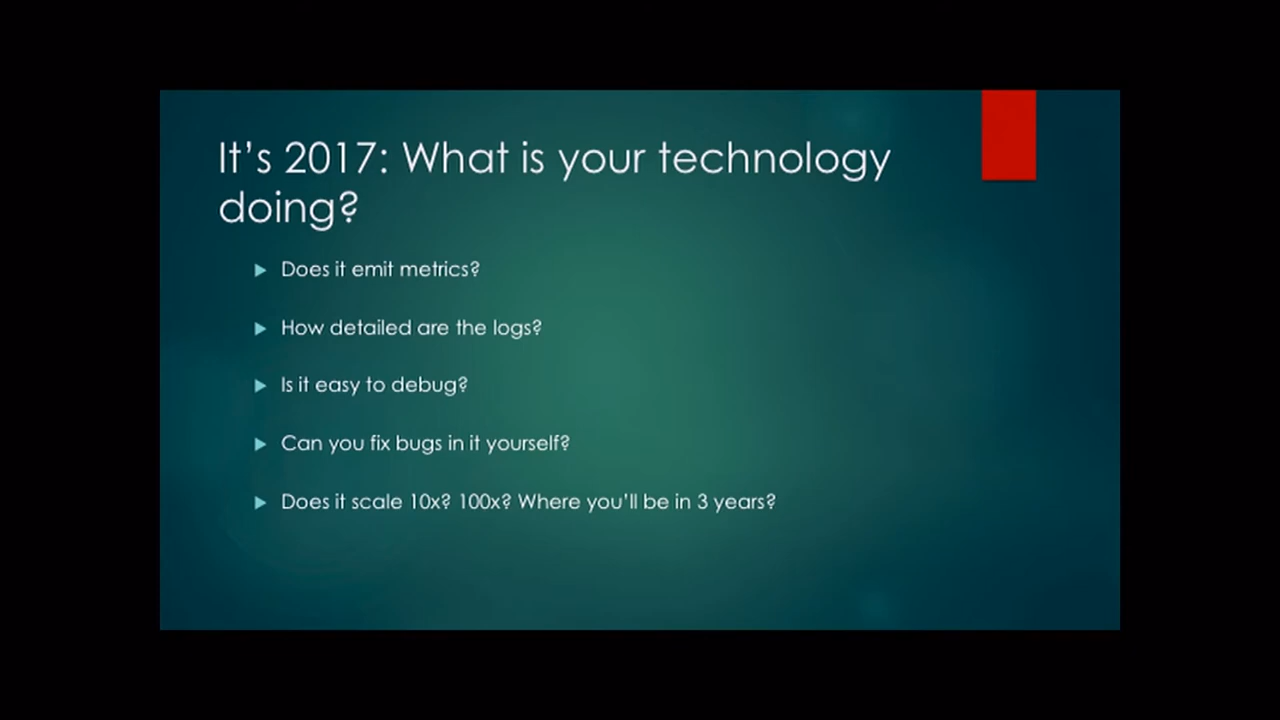 It's 2017: What is your technology
doing?
Does it emit metrics?
How detailed are the logs?
Is it easy to debug?
Can you fix bugs in it yourself?
Does it scale 10x? 100x? Where you'll be in 3 years?